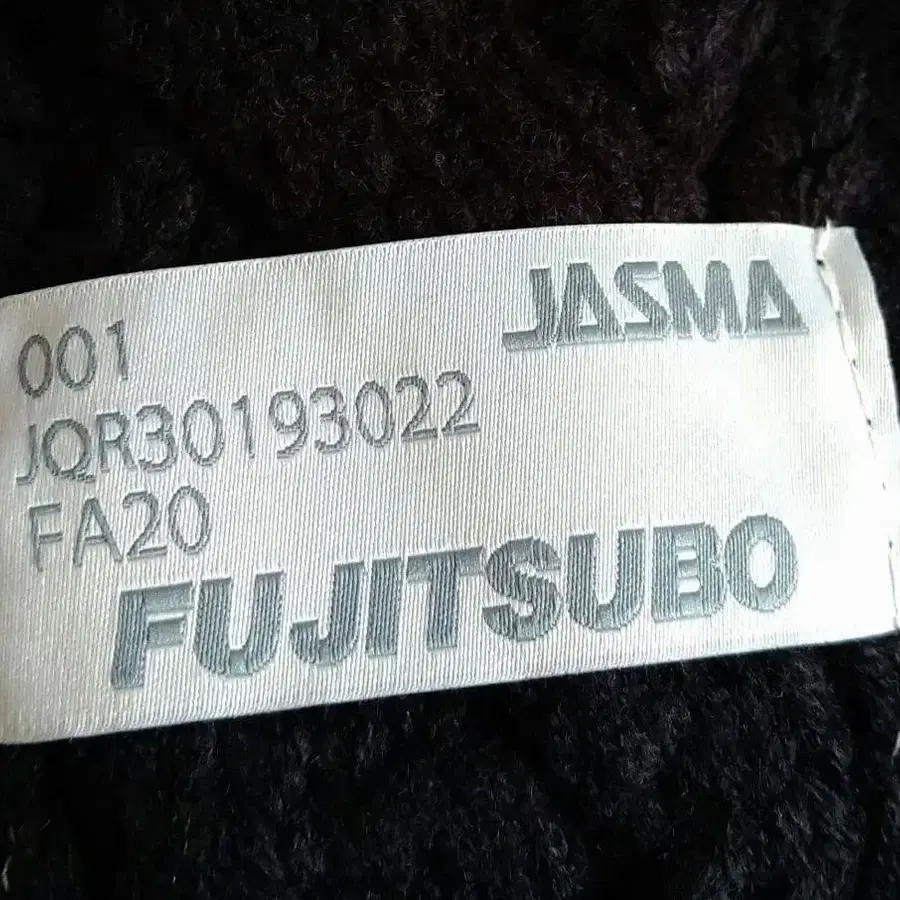 JASMA
001
JQR30193022
FA20
FUJITSUBO